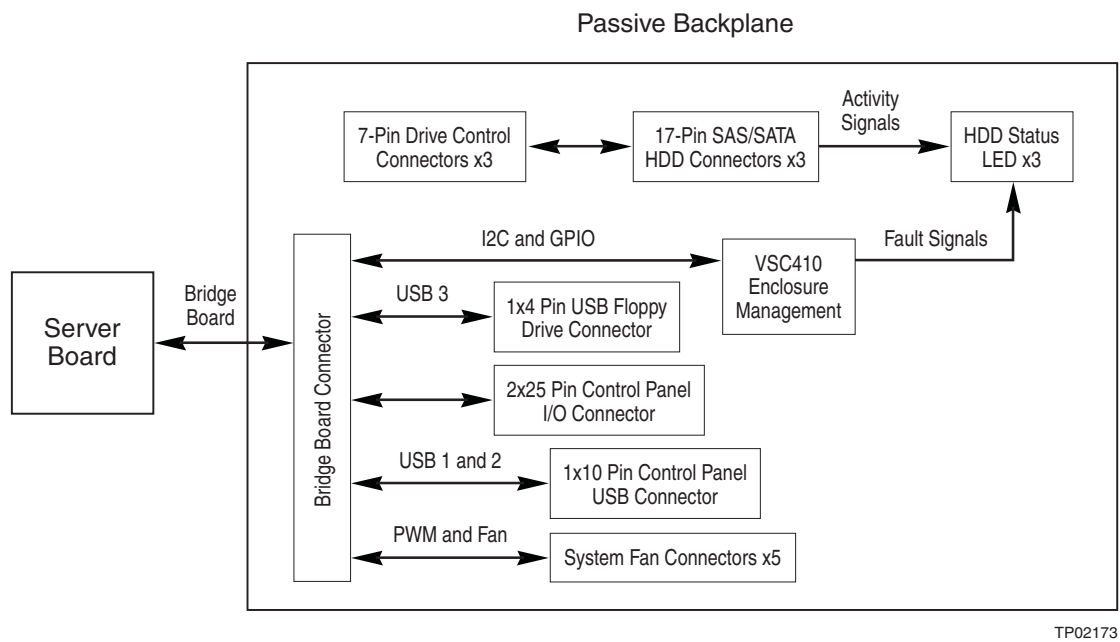 Passive Backplane
7-Pin Drive Control
Connectors x3
17-Pin SAS/SATA
HDD Connectors x3
Activity
Signals
HDD Status
LED x3
I2C and GPIO
VSC410
Enclosure
Management
Fault Signals
Server
Board
Bridge
Board
Bridge Board Connector
USB 3
1x4 Pin USB Floppy
Drive Connector
2x25 Pin Control Panel
I/O Connector
USB 1 and 2
1x10 Pin Control Panel
USB Connector
PWM and Fan
System Fan Connectors x5
TP02173